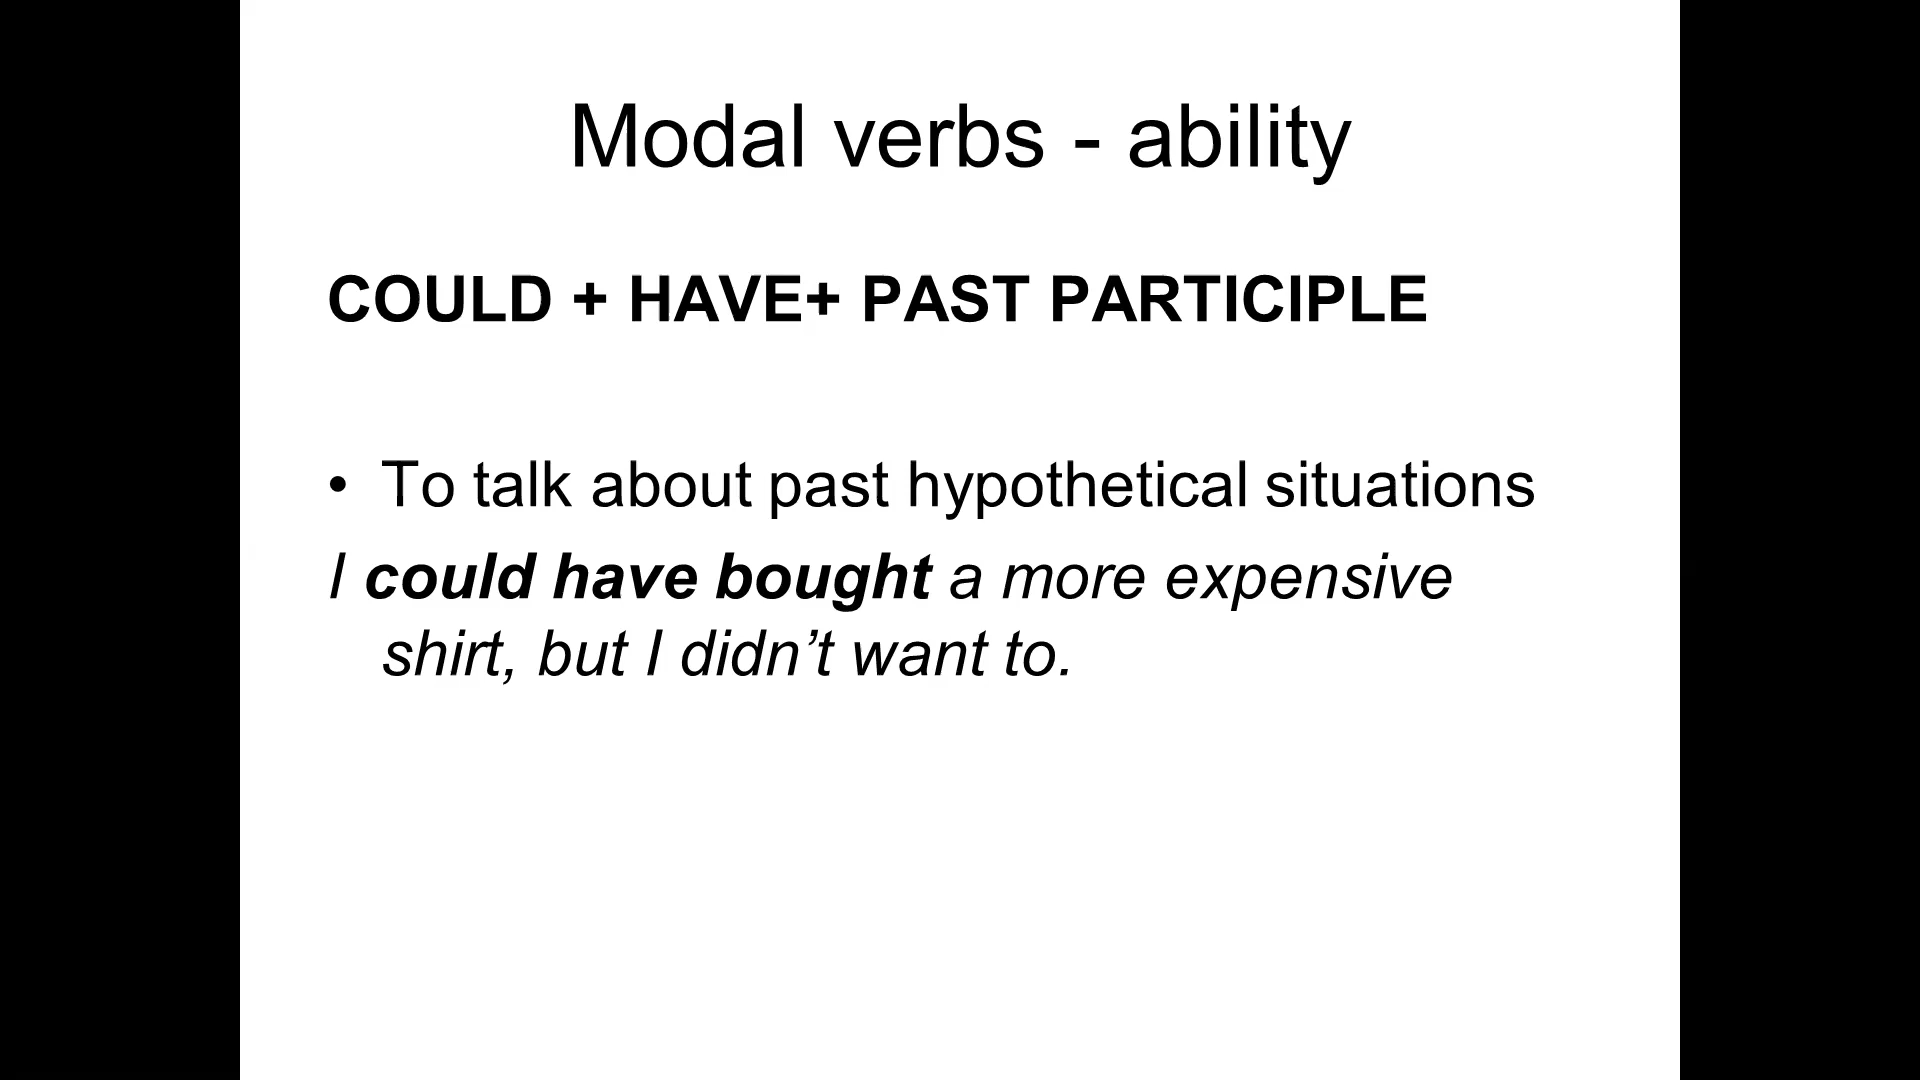 Modal verbs - ability
COULD + HAVE+ PAST PARTICIPLE
• To talk about past hypothetical situations
I could have bought a more expensive
shirt, but I didn’t want to.